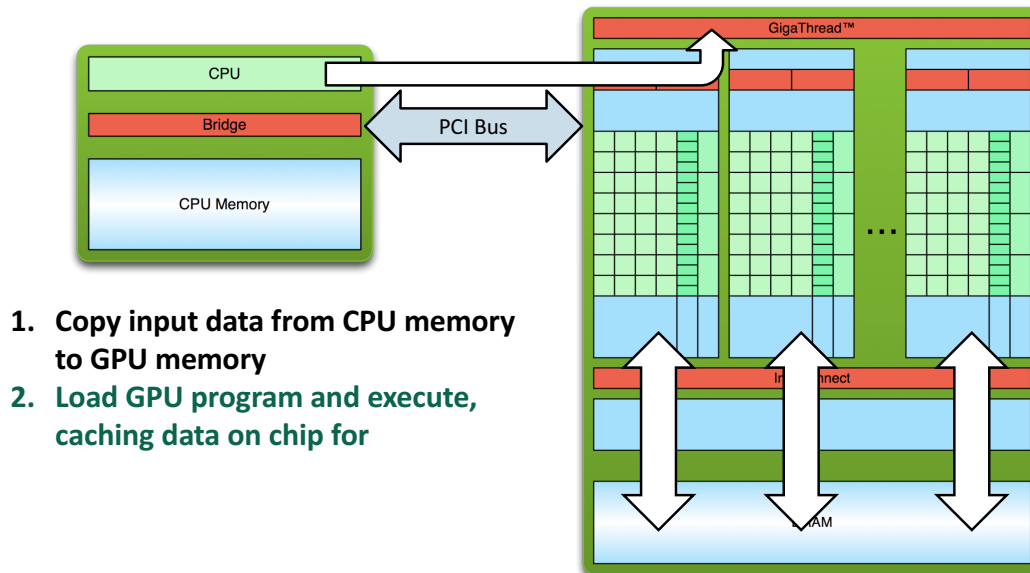 GigaThread™
CPU
Bridge
PCI Bus
CPU Memory
...
1. Copy input data from CPU memory
to GPU memory
2. Load GPU program and execute,
caching data on chip for